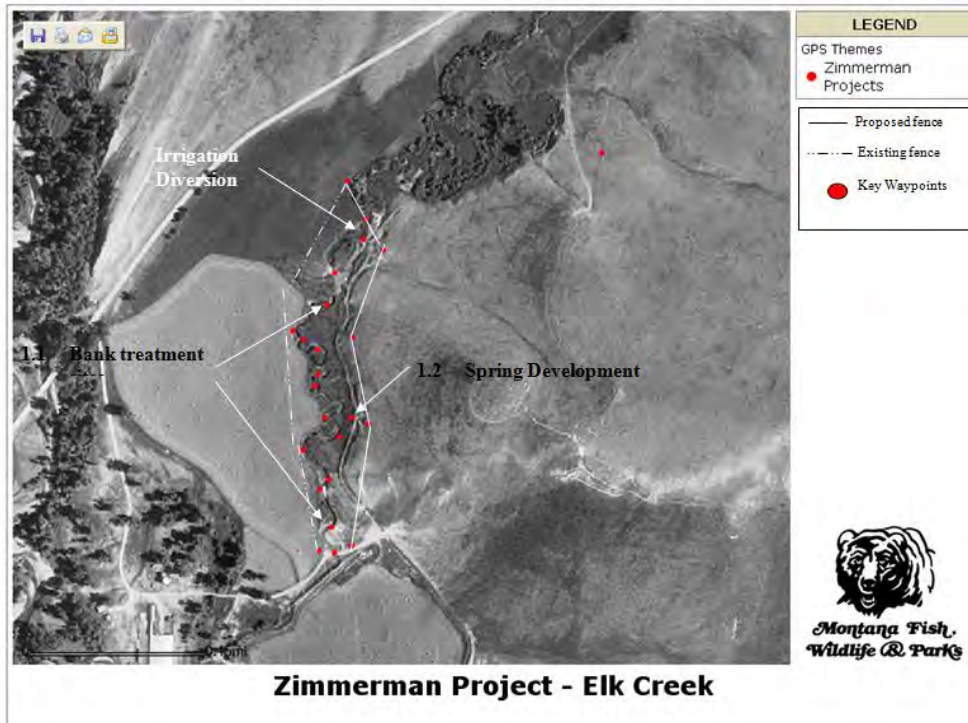 LEGEND
GPS Themes
Zimmerman
Projects
Proposed fence
Existing fence
Key Waypoints
Irrigation
Diversion
1.1 Bank treatment
1.2 Spring Development
Montana Fish,
Wildlife & Parks
Zimmerman Project - Elk Creek